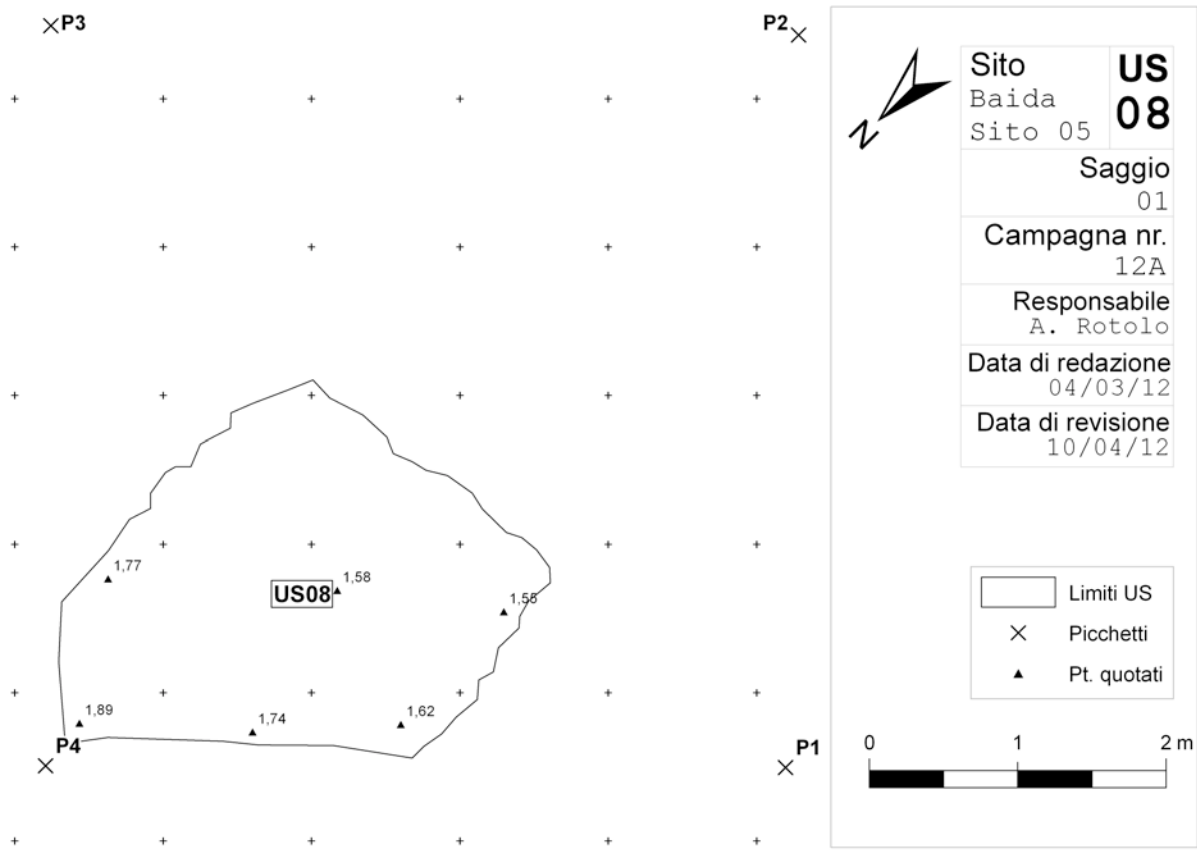 P3
P2
N
Sito
Baida
Sito 05
US
08
Saggio
01
Campagna nr.
12A
Responsabile
A. Rotolo
Data di redazione
04/03/12
Data di revisione
10/04/12
1,77
US08
1,58
1,55
1,89
1,74
1,62
P4
P1
Limiti US
Picchetti
Pt. quotati
0 1 2 m